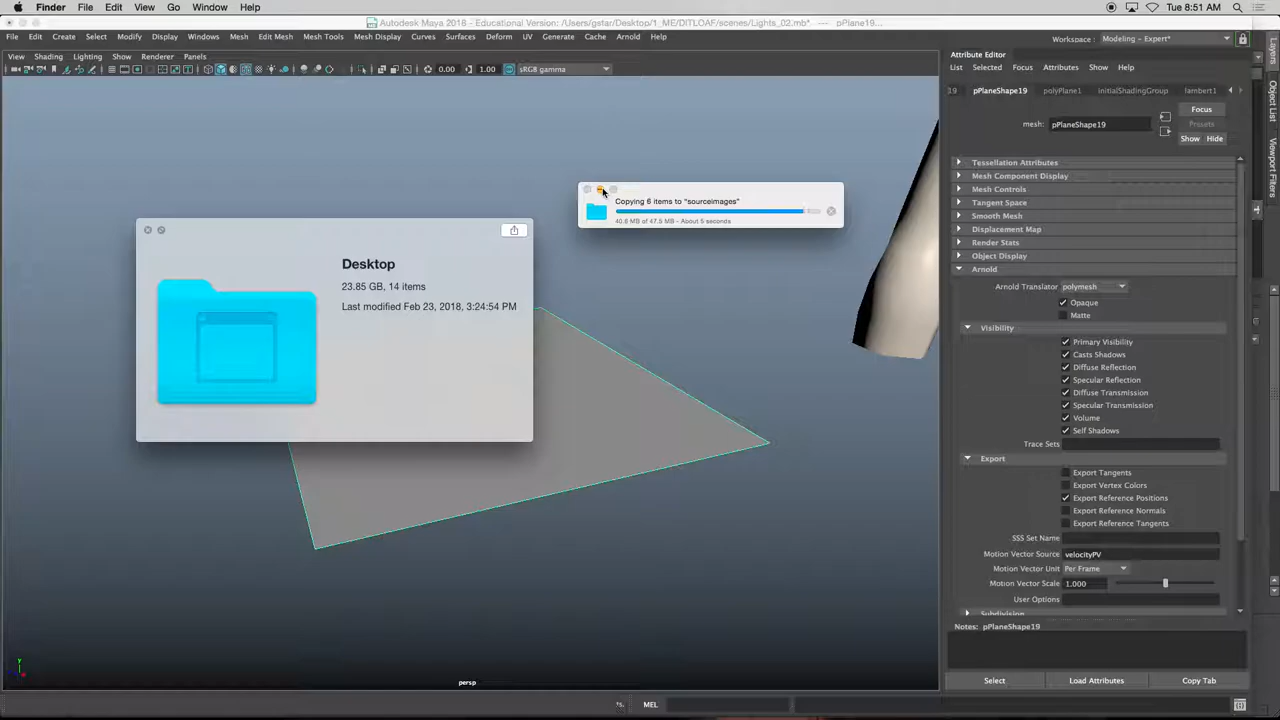 Finder File Edit View Go Window Help Tue 8:51 AM
Autodesk Maya 2018 - Educational Version: /Users/gstar/Desktop/1_ME/DITLOAF/scenes/Lights_02.mb* --- pPlane19...
File Edit Create Select Modify Display Windows Mesh Edit Mesh Mesh Tools Mesh Display Curves Surfaces Deform UV Generate Cache Arnold Help Workspace : Modeling - Expert*
View Shading Lighting Show Renderer Panels
0.00 1.00 sRGB gamma
Attribute Editor
List Selected Focus Attributes Show Help
19 pPlaneShape19 polyPlane1 initialShadingGroup lambert1
Focus
mesh: pPlaneShape19 Presets
Show Hide
Tessellation Attributes
Mesh Component Display
Mesh Controls
Tangent Space
Smooth Mesh
Displacement Map
Render Stats
Object Display
Arnold
Arnold Translator polymesh
Opaque
Matte
Visibility
Primary Visibility
Casts Shadows
Diffuse Reflection
Specular Reflection
Diffuse Transmission
Specular Transmission
Volume
Self Shadows
Trace Sets
Export
Export Tangents
Export Vertex Colors
Export Reference Positions
Export Reference Normals
Export Reference Tangents
SSS Set Name
Motion Vector Source velocityPV
Motion Vector Unit Per Frame
Motion Vector Scale 1.000
User Options
Subdivision
Notes: pPlaneShape19
Select Load Attributes Copy Tab
Layers
Object List
Viewport Filters
Copying 6 items to "sourceimages"
40.8 MB of 47.5 MB - About 5 seconds
Desktop
23.85 GB, 14 items
Last modified Feb 23, 2018, 3:24:54 PM
y
persp
MEL